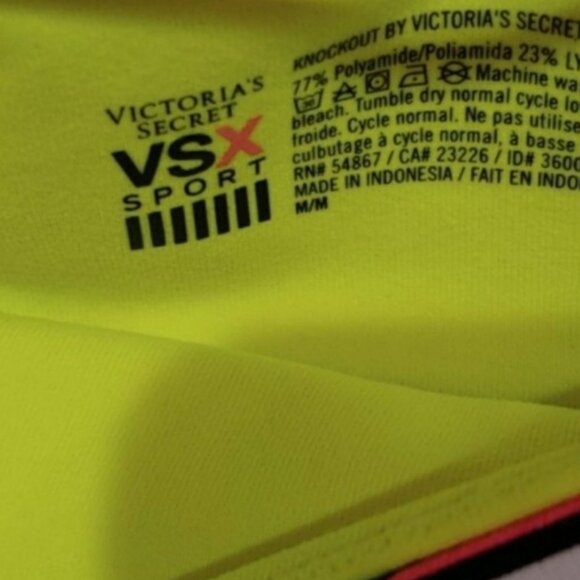 VICTORIA'S
SECRET
VSX
SPORT
KNOCKOUT BY VICTORIA'S SECRET
77% Polyamide/Poliamida 23% LY
Machine wa
bleach. Tumble dry normal cycle lo
froide. Cycle normal. Ne pas utilise
culbutage à cycle normal, à basse
RN# 54867 / CA# 23226 / ID# 3600
MADE IN INDONESIA / FAIT EN INDO
M/M